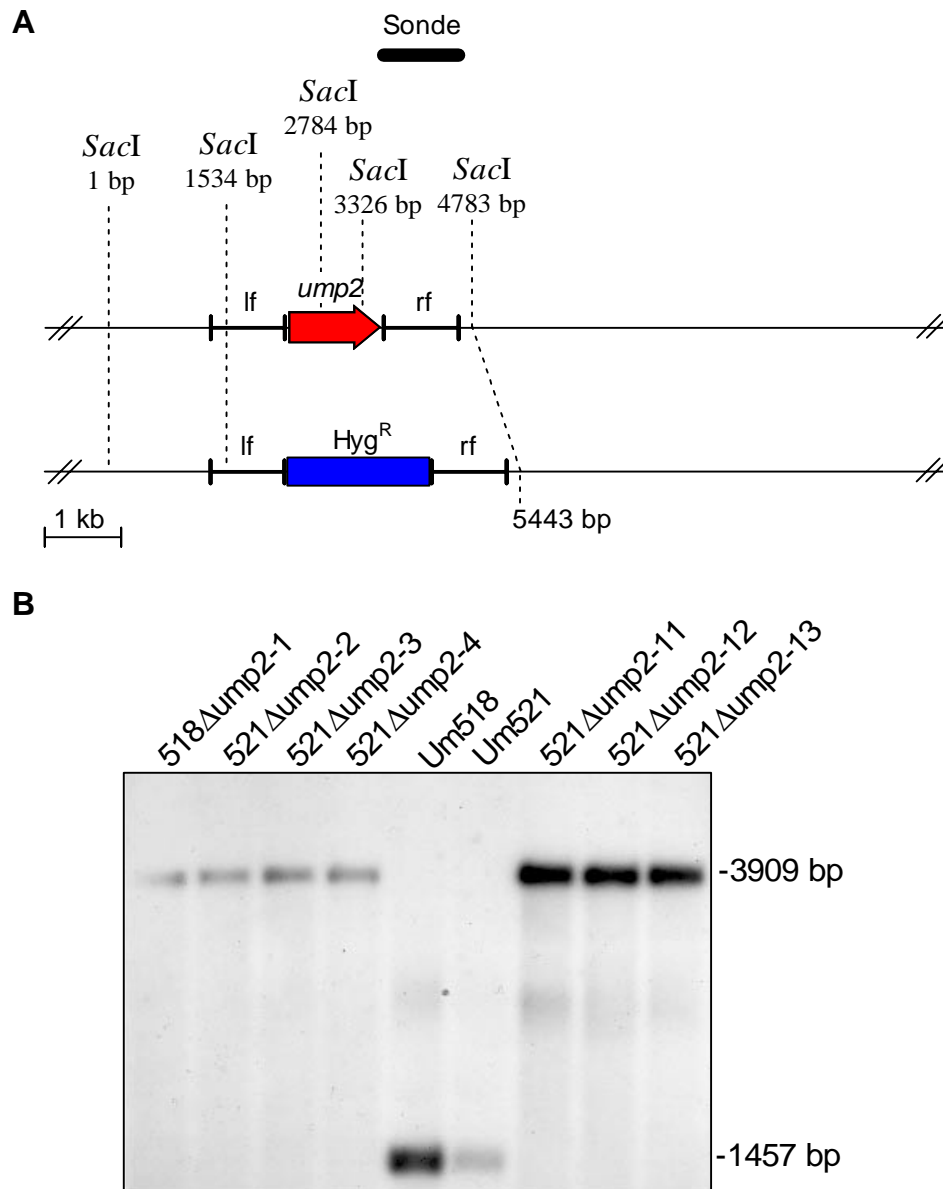 A
Sonde
SacI
2784 bp
SacI
1 bp
SacI
1534 bp
SacI
3326 bp
SacI
4783 bp
lf
ump2
rf
lf
HygR
rf
1 kb
5443 bp
B
518Δump2-1
521Δump2-2
521Δump2-3
521Δump2-4
Um518
Um521
521Δump2-11
521Δump2-12
521Δump2-13
-3909 bp
-1457 bp